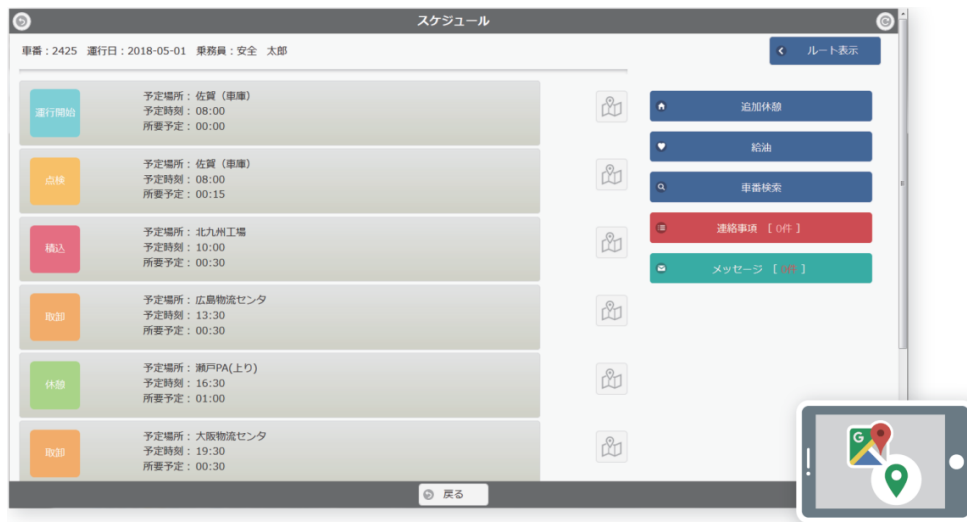 スケジュール
車番：2425 運行日：2018-05-01 乗務員：安全 太郎
ルート表示
運行開始
予定場所： 佐賀（車庫）
予定時刻： 08:00
所要予定： 00:00
点検
予定場所： 佐賀（車庫）
予定時刻： 08:00
所要予定： 00:15
積込
予定場所： 北九州工場
予定時刻： 10:00
所要予定： 00:30
取卸
予定場所： 広島物流センタ
予定時刻： 13:30
所要予定： 00:30
休憩
予定場所： 瀬戸PA(上り)
予定時刻： 16:30
所要予定： 01:00
取卸
予定場所： 大阪物流センタ
予定時刻： 19:30
所要予定： 00:30
追加休憩
給油
車番検索
連絡事項 [ 0件 ]
メッセージ [ 0件 ]
戻る
G